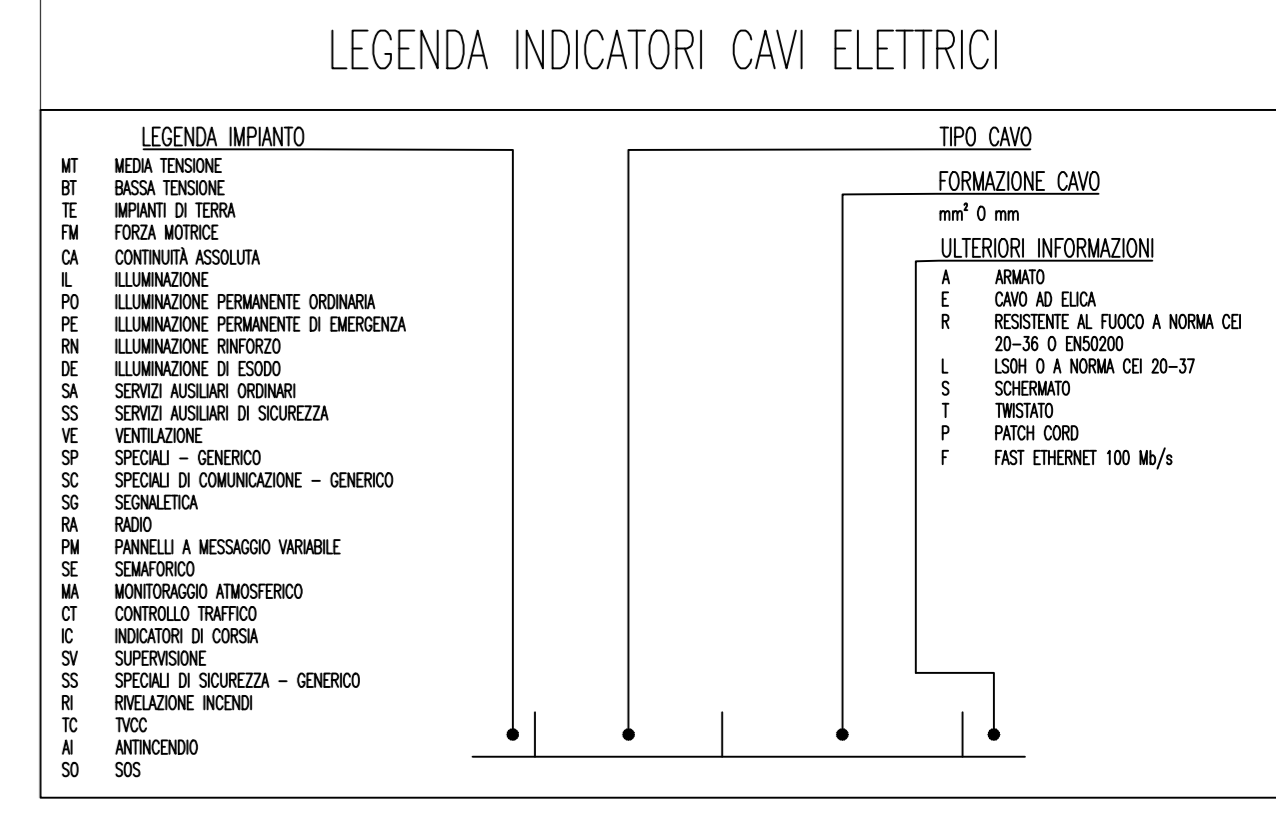 LEGENDA INDICATORI CAVI ELETTRICI
LEGENDA IMPIANTO
MT MEDIA TENSIONE
BT BASSA TENSIONE
TE IMPIANTI DI TERRA
FM FORZA MOTRICE
CA CONTINUITÀ ASSOLUTA
IL ILLUMINAZIONE
PO ILLUMINAZIONE PERMANENTE ORDINARIA
PE ILLUMINAZIONE PERMANENTE DI EMERGENZA
RN ILLUMINAZIONE RINFORZO
DE ILLUMINAZIONE DI ESODO
SA SERVIZI AUSILIARI ORDINARI
SS SERVIZI AUSILIARI DI SICUREZZA
VE VENTILAZIONE
SP SPECIALI – GENERICO
SC SPECIALI DI COMUNICAZIONE – GENERICO
SG SEGNALETICA
RA RADIO
PM PANNELLI A MESSAGGIO VARIABILE
SE SEMAFORICO
MA MONITORAGGIO ATMOSFERICO
CT CONTROLLO TRAFFICO
IC INDICATORI DI CORSIA
SV SUPERVISIONE
SS SPECIALI DI SICUREZZA – GENERICO
RI RIVELAZIONE INCENDI
TC TVCC
AI ANTINCENDIO
SO SOS
TIPO CAVO
FORMAZIONE CAVO
mm² O mm
ULTERIORI INFORMAZIONI
A ARMATO
E CAVO AD ELICA
R RESISTENTE AL FUOCO A NORMA CEI
20-36 O EN50200
L LSOH O A NORMA CEI 20-37
S SCHERMATO
T TWISTATO
P PATCH CORD
F FAST ETHERNET 100 Mb/s